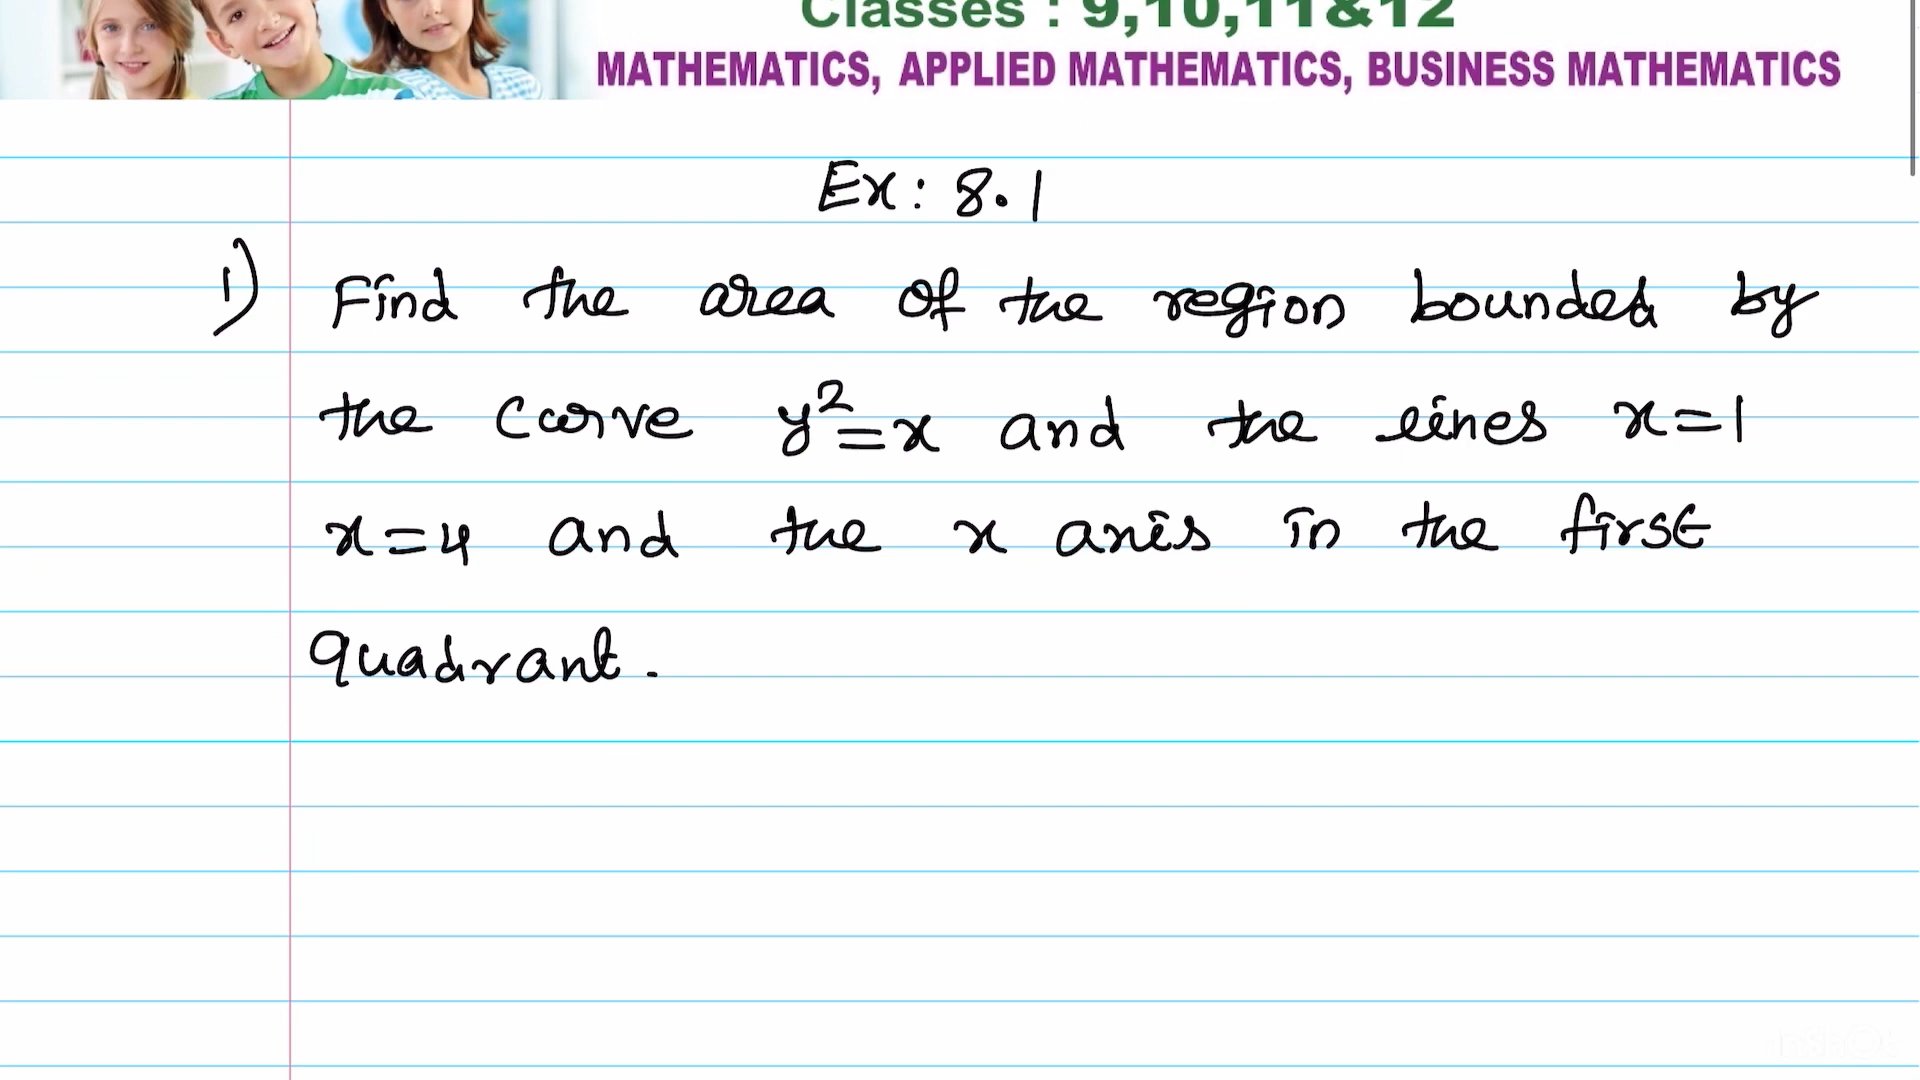 Classes : 9,10,11&12
MATHEMATICS, APPLIED MATHEMATICS, BUSINESS MATHEMATICS
Ex: 8.1
1) Find the area of the region bounded by
the curve y²=x and the lines x=1
x=4 and the x axis in the first
quadrant.